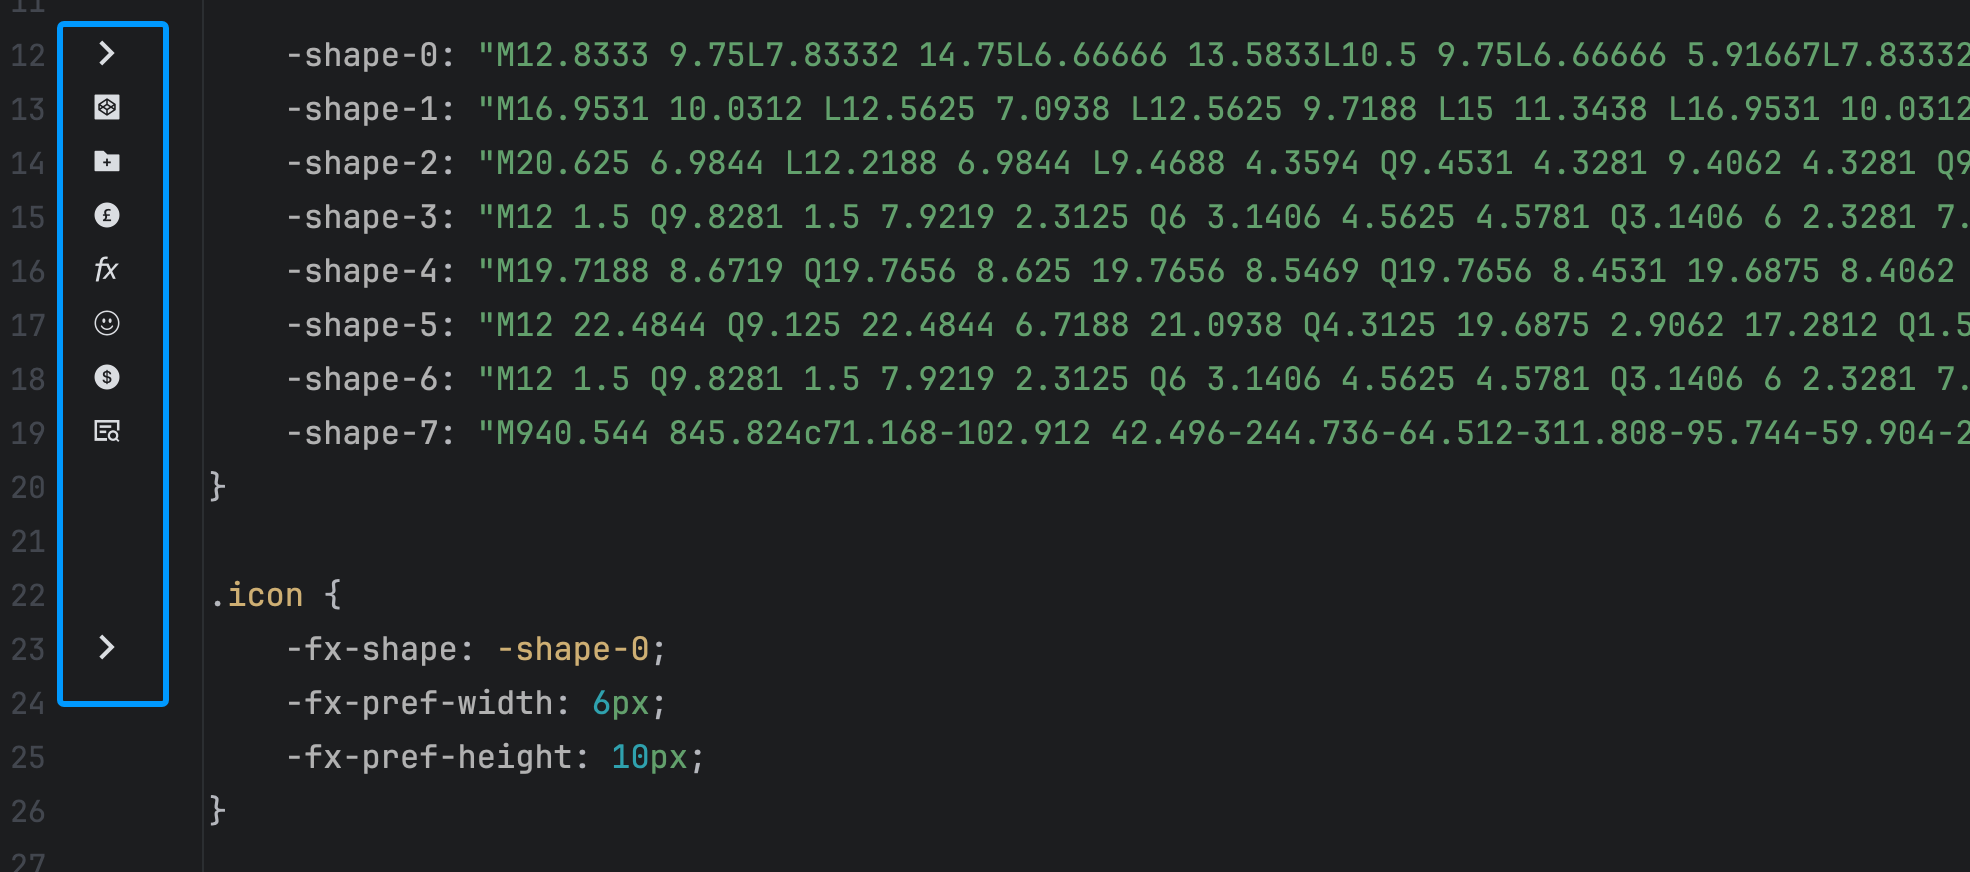 11
12 -shape-0: "M12.8333 9.75L7.83332 14.75L6.66666 13.5833L10.5 9.75L6.66666 5.91667L7.83332
13 -shape-1: "M16.9531 10.0312 L12.5625 7.0938 L12.5625 9.7188 L15 11.3438 L16.9531 10.0312
14 -shape-2: "M20.625 6.9844 L12.2188 6.9844 L9.4688 4.3594 Q9.4531 4.3281 9.4062 4.3281 Q9
15 £ -shape-3: "M12 1.5 Q9.8281 1.5 7.9219 2.3125 Q6 3.1406 4.5625 4.5781 Q3.1406 6 2.3281 7.
16 fx -shape-4: "M19.7188 8.6719 Q19.7656 8.625 19.7656 8.5469 Q19.7656 8.4531 19.6875 8.4062
17 -shape-5: "M12 22.4844 Q9.125 22.4844 6.7188 21.0938 Q4.3125 19.6875 2.9062 17.2812 Q1.5
18 $ -shape-6: "M12 1.5 Q9.8281 1.5 7.9219 2.3125 Q6 3.1406 4.5625 4.5781 Q3.1406 6 2.3281 7.
19 -shape-7: "M940.544 845.824c71.168-102.912 42.496-244.736-64.512-311.808-95.744-59.904-2
20 }
21
22 .icon {
23 -fx-shape: -shape-0;
24 -fx-pref-width: 6px;
25 -fx-pref-height: 10px;
26 }
27